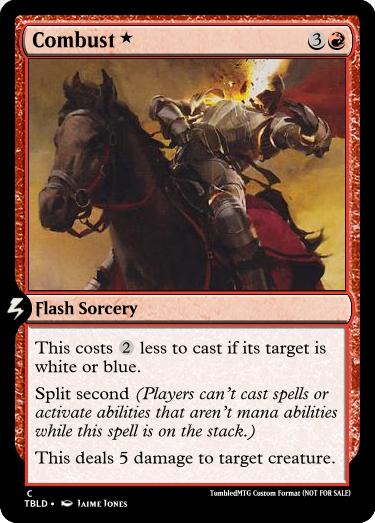 Combust ★ 3
Flash Sorcery
This costs 2 less to cast if its target is
white or blue.
Split second (Players can't cast spells or
activate abilities that aren't mana abilities
while this spell is on the stack.)
This deals 5 damage to target creature.
C
TBLD • Jaime Jones
TumbledMTG Custom Format (NOT FOR SALE)